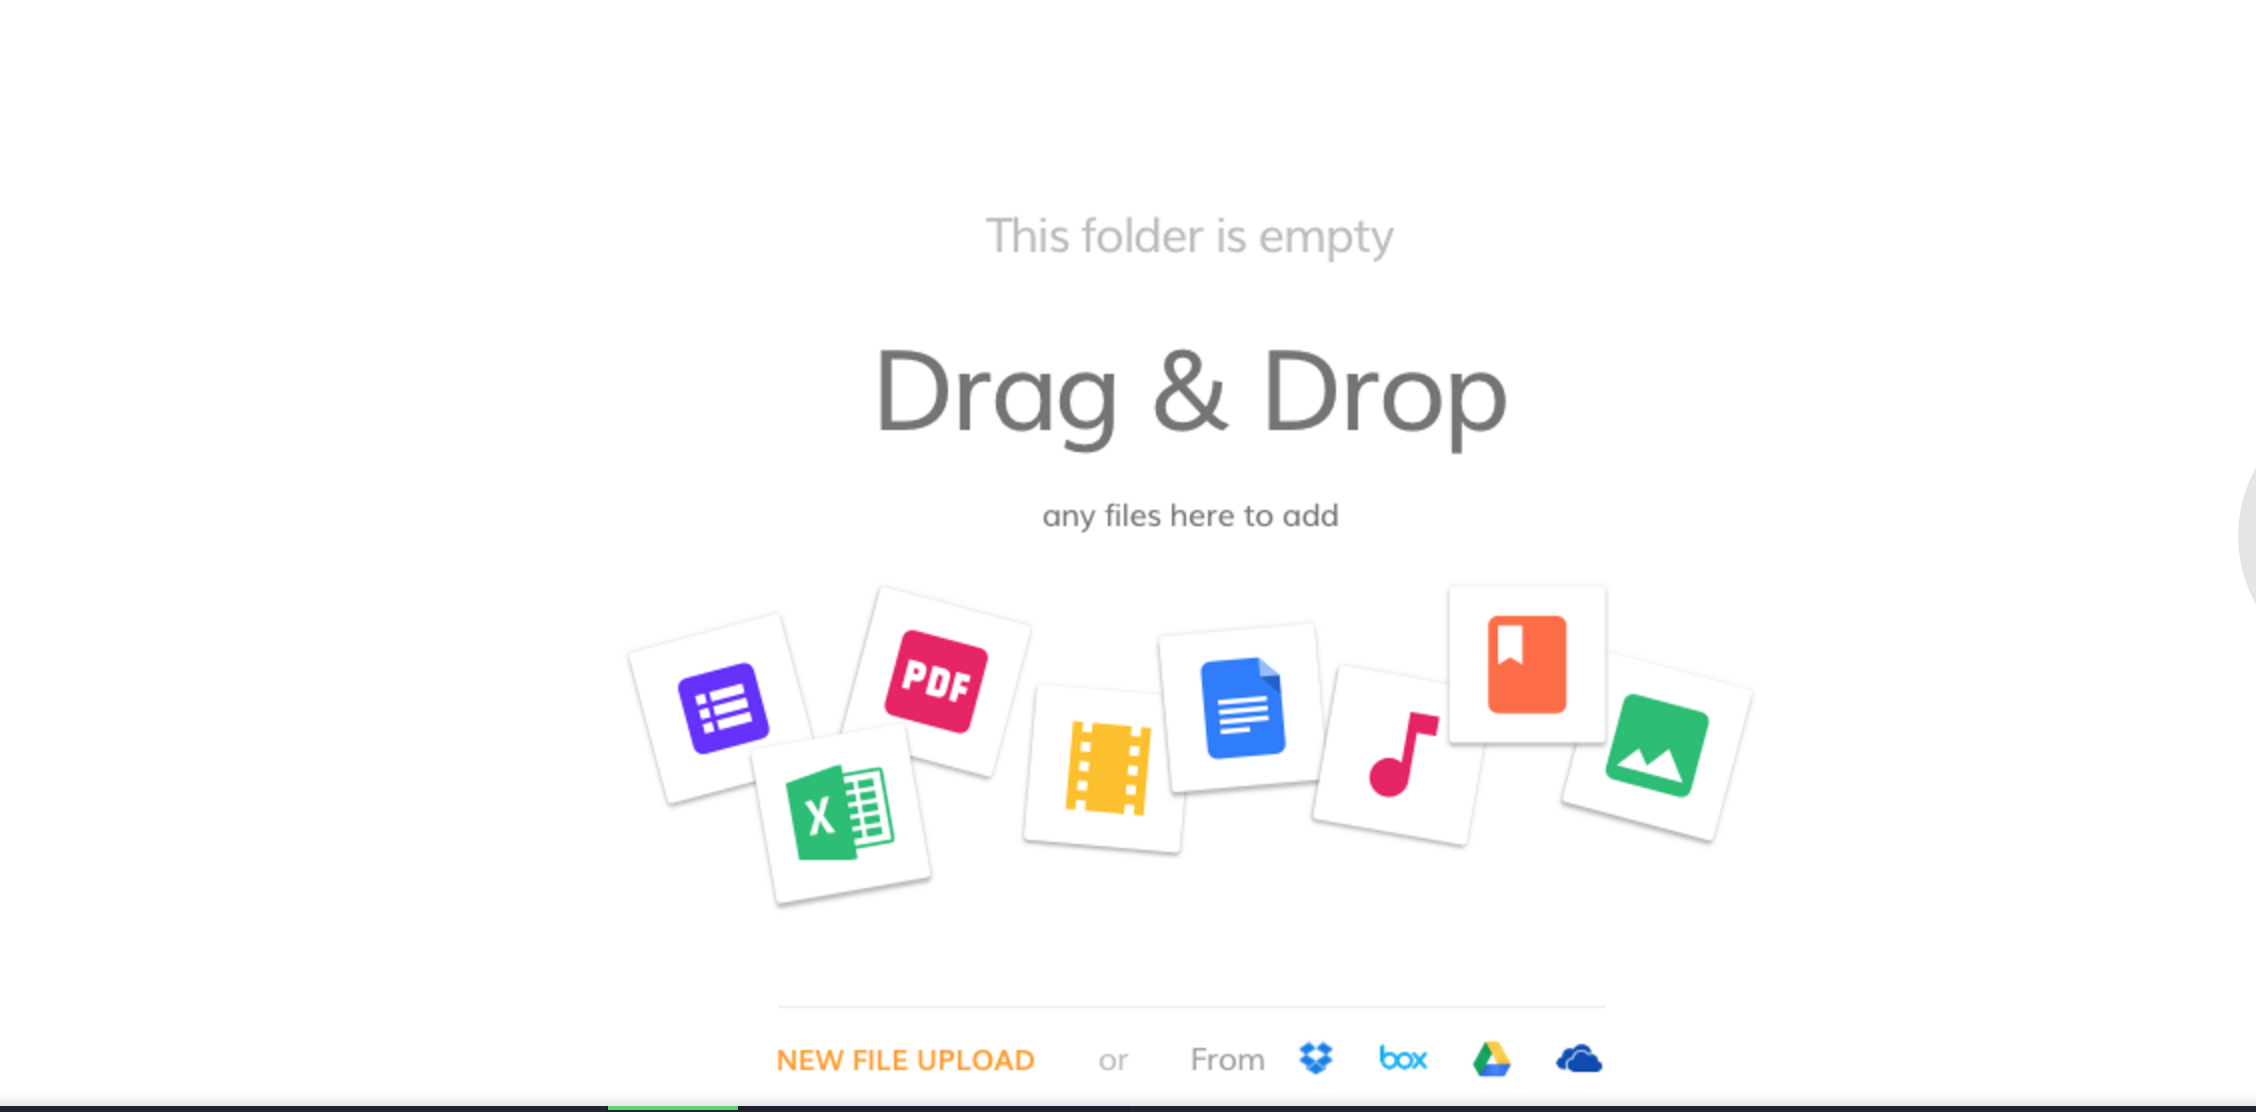 This folder is empty
Drag & Drop
any files here to add
PDF
X
NEW FILE UPLOAD or From box